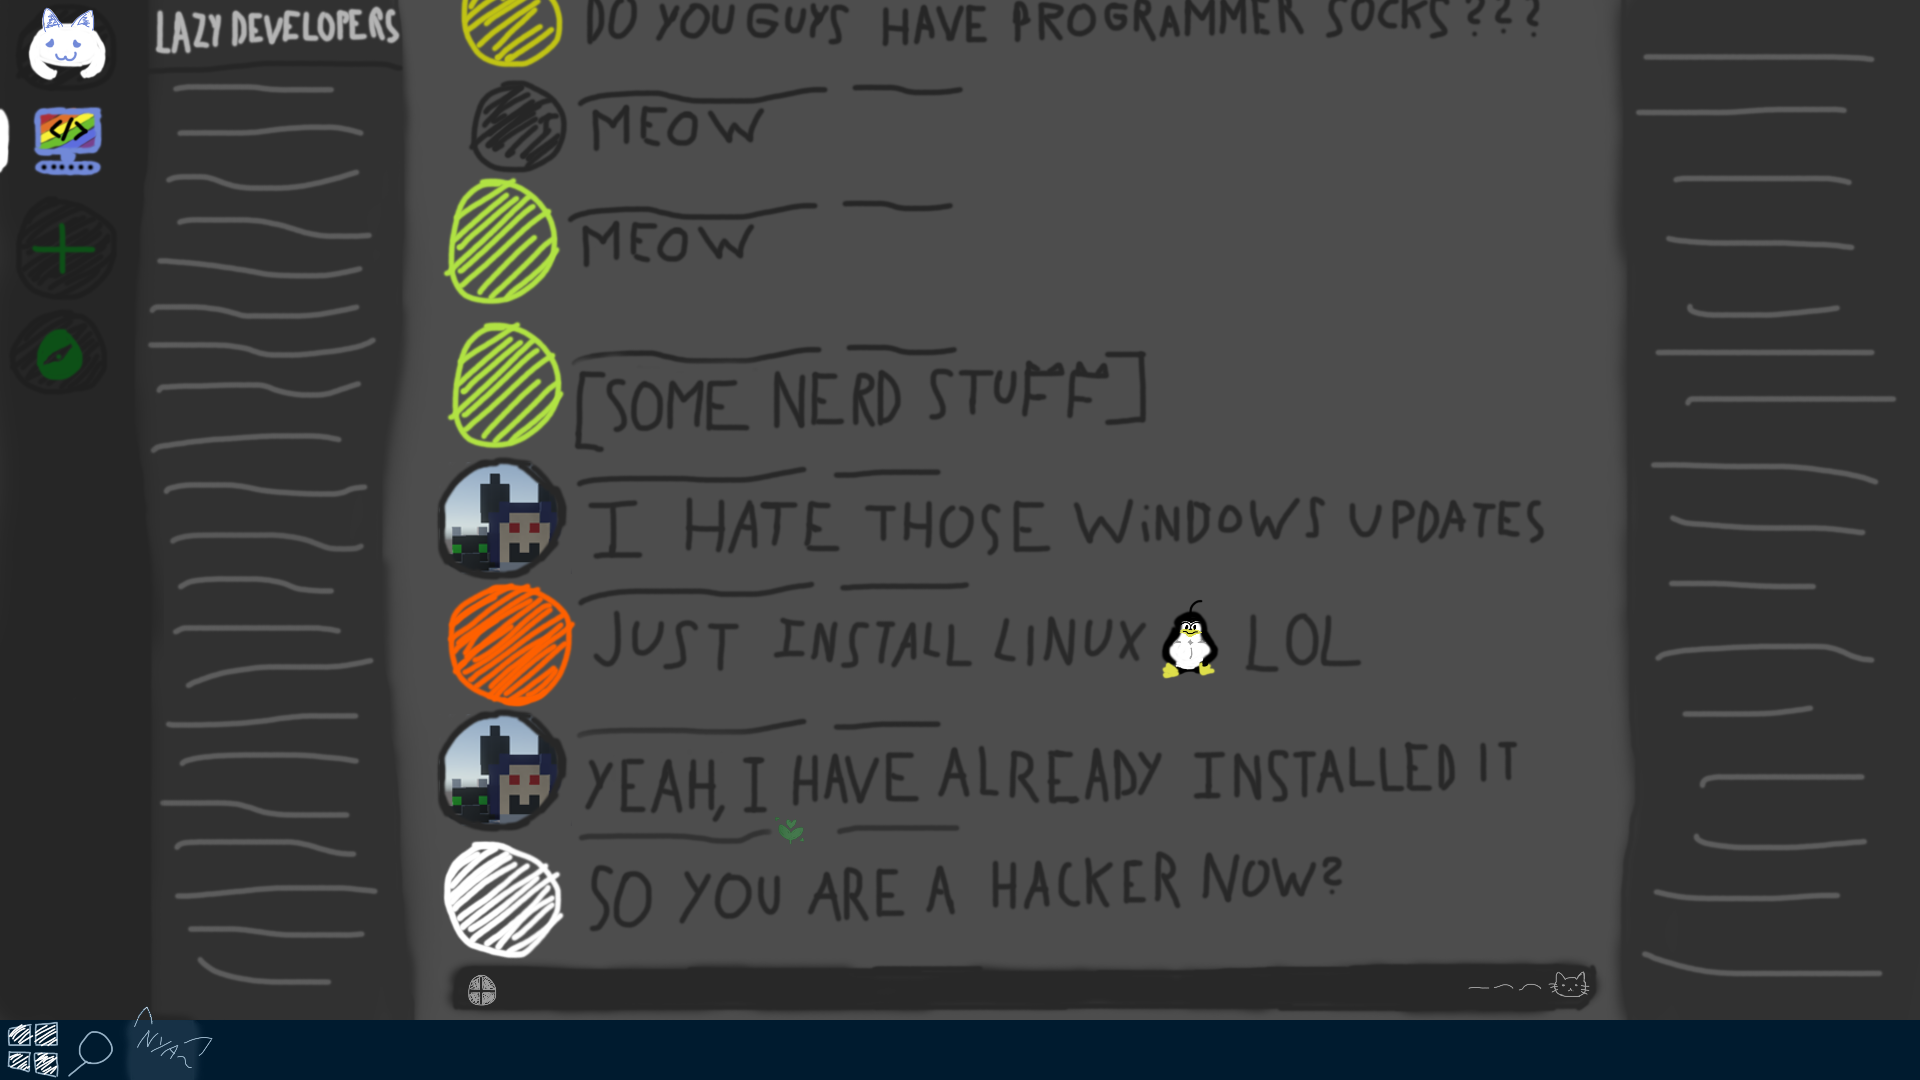 LAZY DEVELOPERS
DO YOU GUYS HAVE PROGRAMMER SOCKS???
MEOW
MEOW
[SOME NERD STUFF]
I HATE THOSE WINDOWS UPDATES
JUST INSTALL LINUX LOL
YEAH, I HAVE ALREADY INSTALLED IT
SO YOU ARE A HACKER NOW?
</>
NYA~